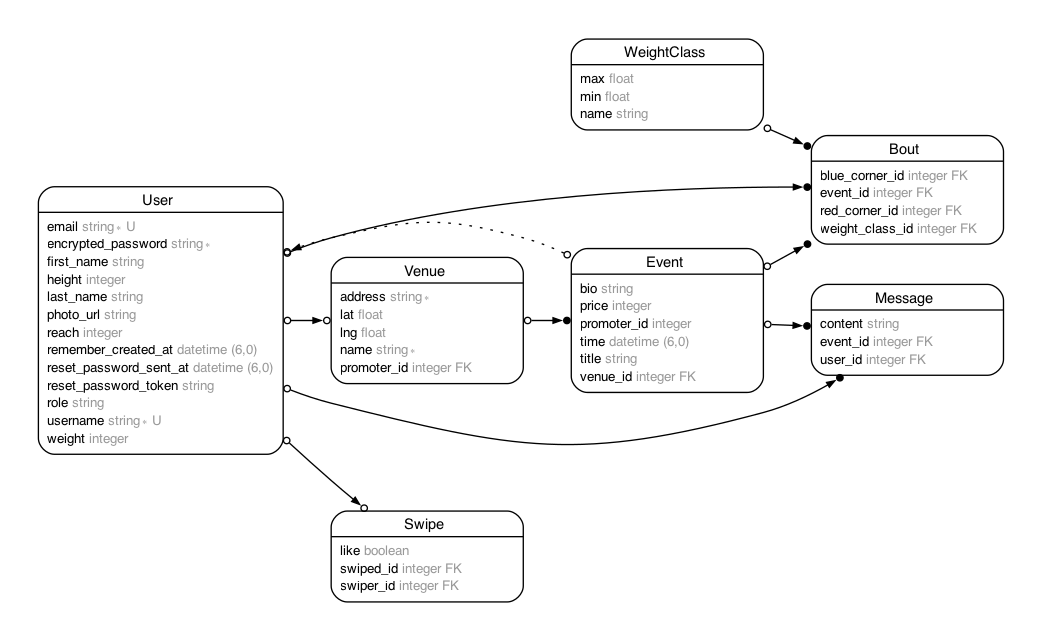 WeightClass
max float
min float
name string
Bout
blue_corner_id integer FK
event_id integer FK
red_corner_id integer FK
weight_class_id integer FK
User
email string∗ U
encrypted_password string∗
first_name string
height integer
last_name string
photo_url string
reach integer
remember_created_at datetime (6,0)
reset_password_sent_at datetime (6,0)
reset_password_token string
role string
username string∗ U
weight integer
Venue
address string∗
lat float
lng float
name string∗
promoter_id integer FK
Event
bio string
price integer
promoter_id integer
time datetime (6,0)
title string
venue_id integer FK
Message
content string
event_id integer FK
user_id integer FK
Swipe
like boolean
swiped_id integer FK
swiper_id integer FK